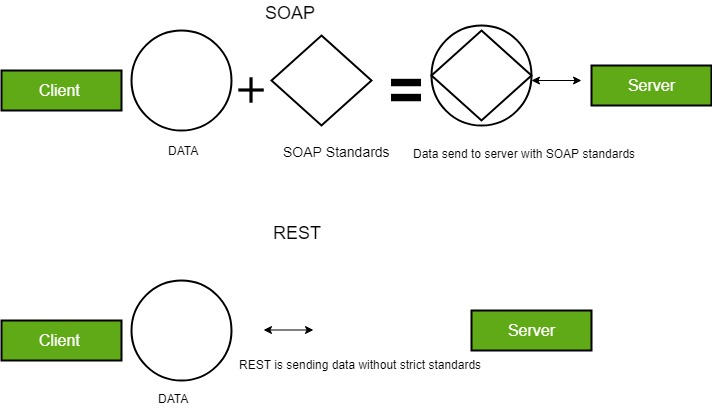 SOAP
Client
Server
DATA
SOAP Standards
Data send to server with SOAP standards
REST
Client
Server
REST is sending data without strict standards
DATA